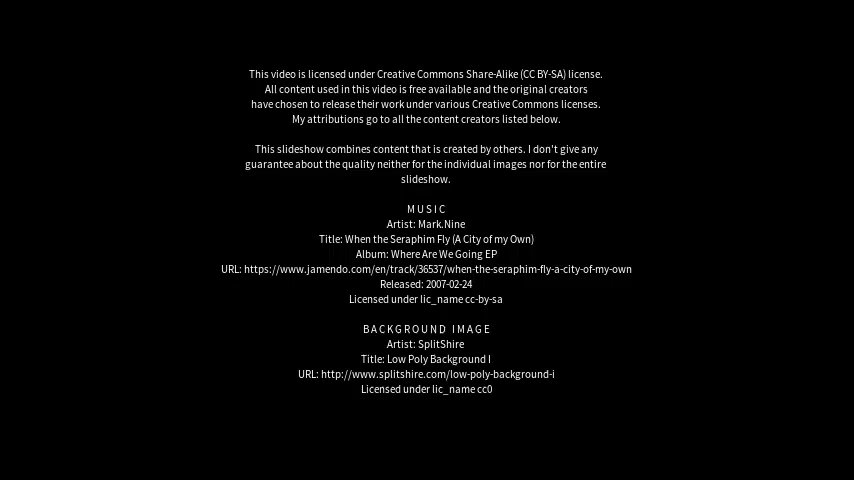 This video is licensed under Creative Commons Share-Alike (CC BY-SA) license.
All content used in this video is free available and the original creators
have chosen to release their work under various Creative Commons licenses.
My attributions go to all the content creators listed below.
This slideshow combines content that is created by others. I don't give any
guarantee about the quality neither for the individual images nor for the entire
slideshow.
MUSIC
Artist: Mark.Nine
Title: When the Seraphim Fly (A City of my Own)
Album: Where Are We Going EP
URL: https://www.jamendo.com/en/track/36537/when-the-seraphim-fly-a-city-of-my-own
Released: 2007-02-24
Licensed under lic_name cc-by-sa
BACKGROUND IMAGE
Artist: SplitShire
Title: Low Poly Background I
URL: http://www.splitshire.com/low-poly-background-i
Licensed under lic_name cc0